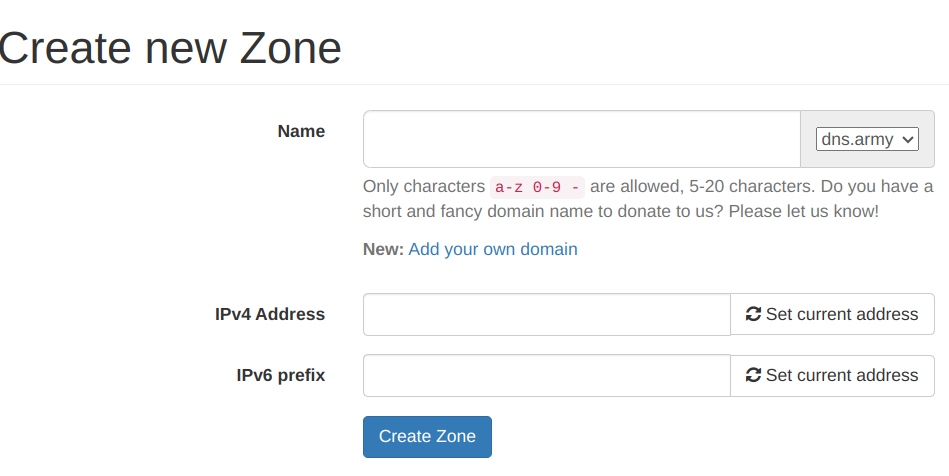 Create new Zone
Name
dns.army
Only characters a-z 0-9 - are allowed, 5-20 characters. Do you have a
short and fancy domain name to donate to us? Please let us know!
New: Add your own domain
IPv4 Address
Set current address
IPv6 prefix
Set current address
Create Zone